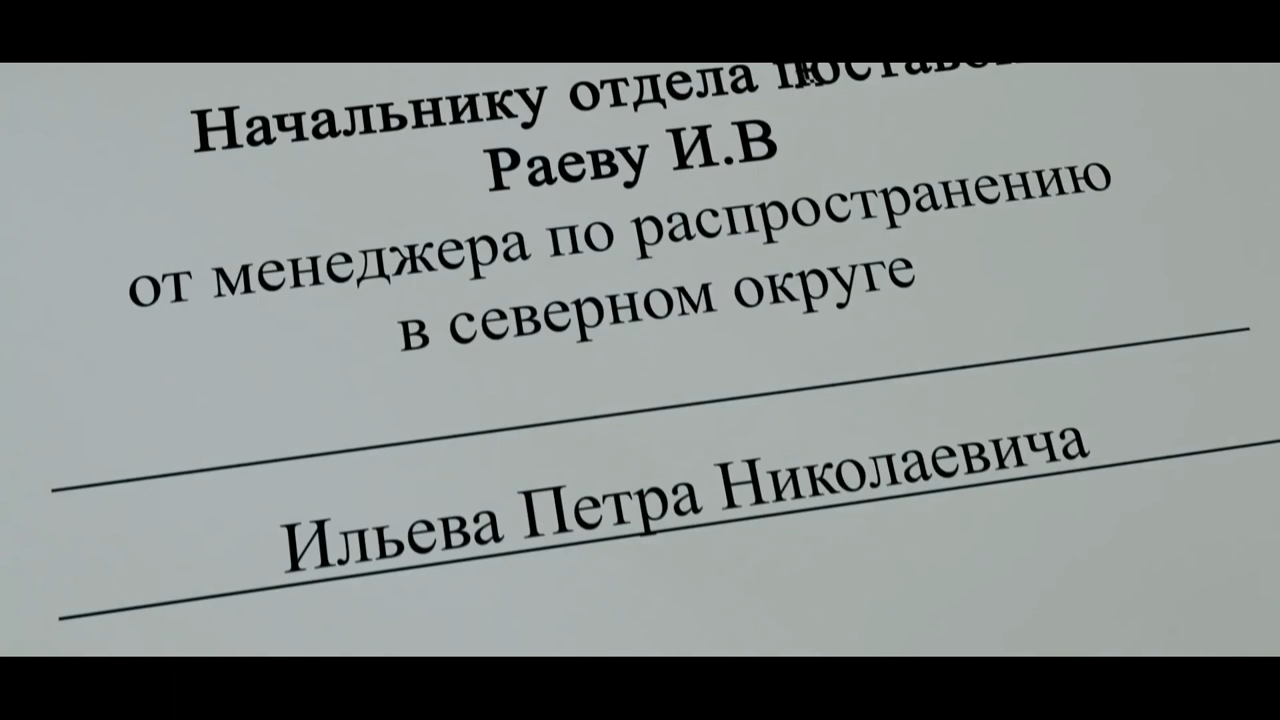 Начальнику отдела
Раеву И.В
от менеджера по распространению
в северном округе
Ильева Петра Николаевича